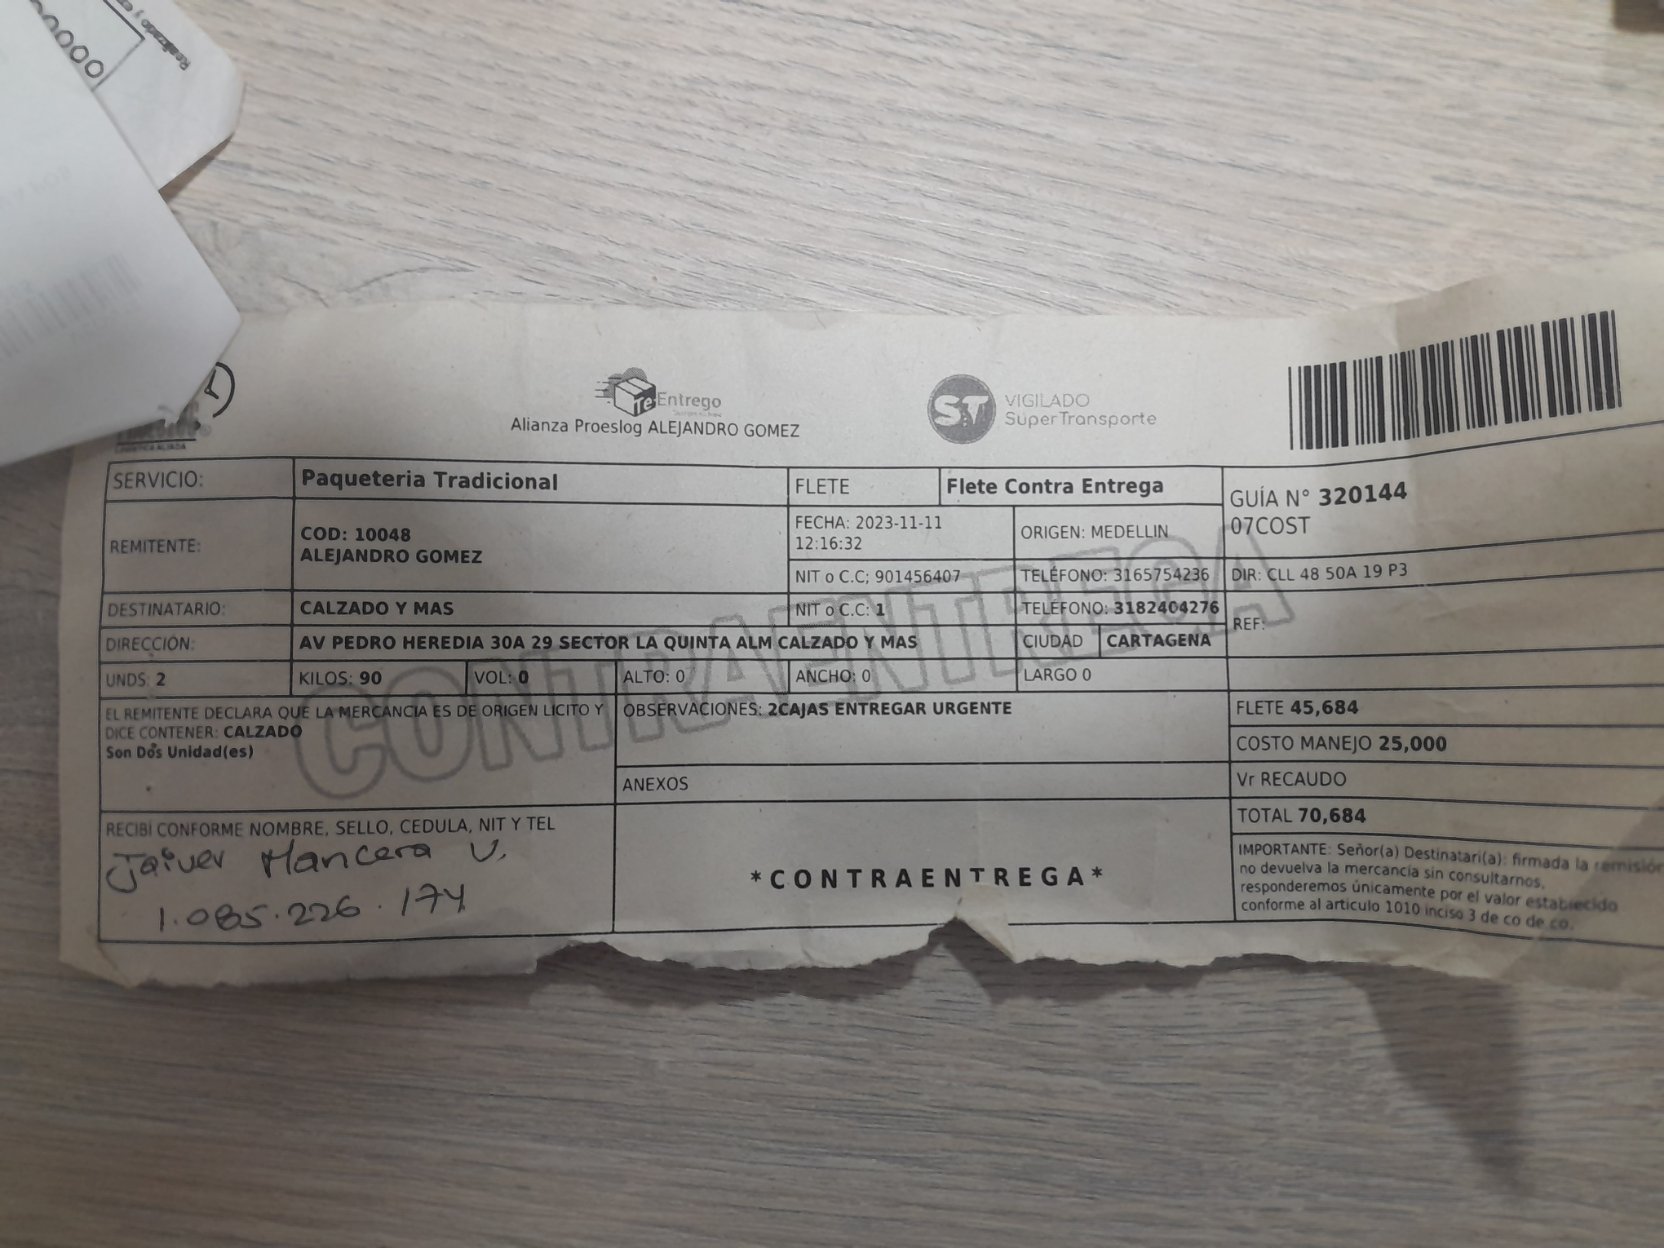 Realizado y
0000
Te Entrego
Alianza Proeslog ALEJANDRO GOMEZ
ST VIGILADO
SuperTransporte
SERVICIO: Paqueteria Tradicional FLETE Flete Contra Entrega
GUÍA N° 320144
07COST
REMITENTE: COD: 10048
ALEJANDRO GOMEZ
FECHA: 2023-11-11
12:16:32
ORIGEN: MEDELLIN
NIT o C.C; 901456407 TELÉFONO: 3165754236 DIR: CLL 48 50A 19 P3
DESTINATARIO: CALZADO Y MAS NIT o C.C: 1 TELÉFONO: 3182404276
REF:
DIRECCIÓN: AV PEDRO HEREDIA 30A 29 SECTOR LA QUINTA ALM CALZADO Y MAS CIUDAD CARTAGENA
UNDS: 2 KILOS: 90 VOL: 0 ALTO: 0 ANCHO: 0 LARGO 0
CONTRAENTREGA
EL REMITENTE DECLARA QUE LA MERCANCIA ES DE ORIGEN LICITO Y
DICE CONTENER: CALZADO
Son Dos Unidad(es)
OBSERVACIONES: 2CAJAS ENTREGAR URGENTE
ANEXOS
FLETE 45,684
COSTO MANEJO 25,000
Vr RECAUDO
TOTAL 70,684
RECIBÍ CONFORME NOMBRE, SELLO, CEDULA, NIT Y TEL
Jaiver Mancera V.
1.085.226.174
*CONTRAENTREGA*
IMPORTANTE: Señor(a) Destinatari(a): firmada la remisión
no devuelva la mercancia sin consultarnos.
responderemos únicamente por el valor establecido
conforme al articulo 1010 inciso 3 de co de co.